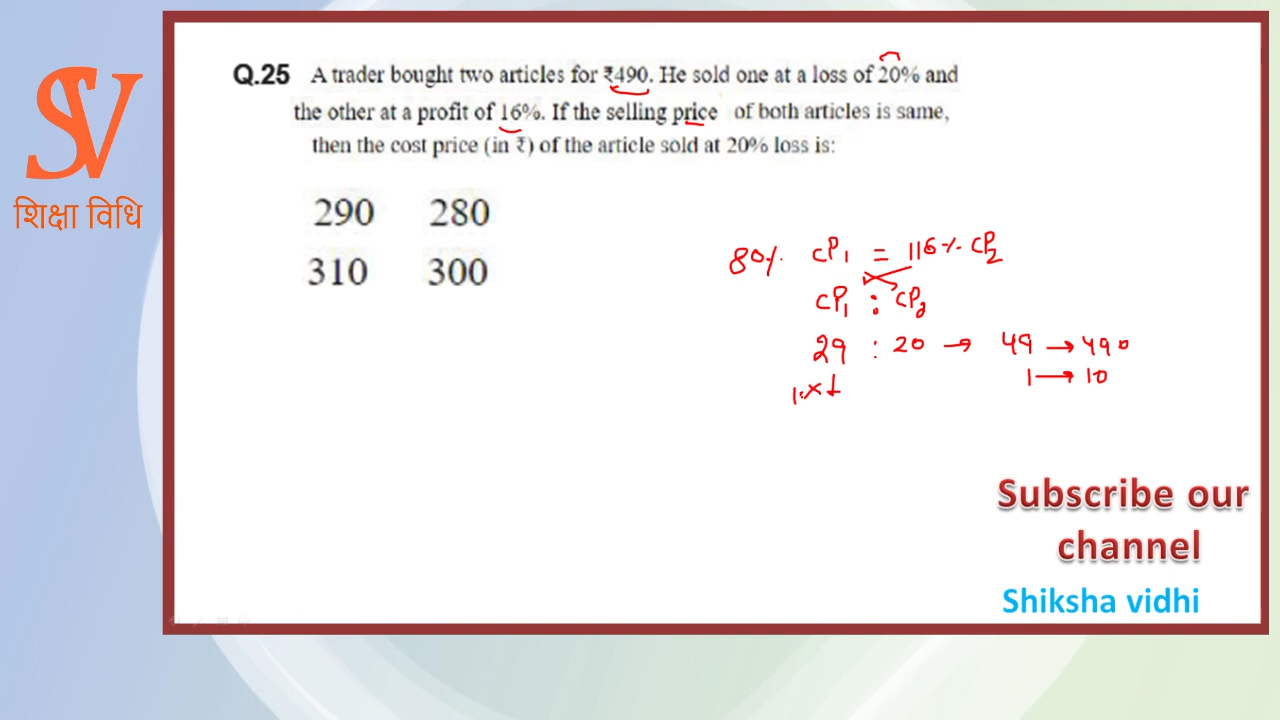 SV
शिक्षा विधि
Q.25 A trader bought two articles for ₹490. He sold one at a loss of 20% and
the other at a profit of 16%. If the selling price of both articles is same,
then the cost price (in ₹) of the article sold at 20% loss is:
290 280
310 300
80% CP1 = 116% CP2
CP1 : CP2
29 : 20 → 49 → 490
1 → 10
Subscribe our
channel
Shiksha vidhi